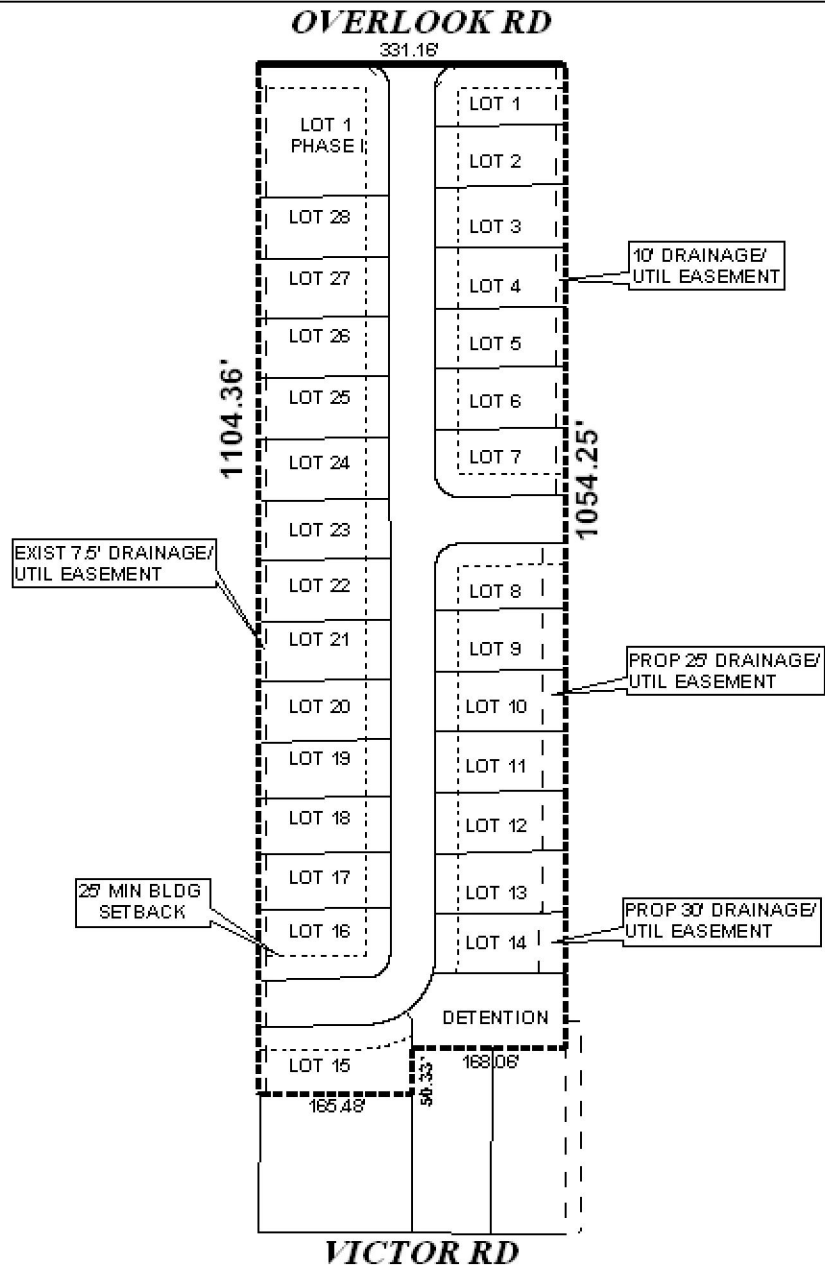 OVERLOOK RD
331.16'
LOT 1
PHASE I
LOT 28
LOT 27
LOT 26
LOT 25
LOT 24
LOT 23
LOT 22
LOT 21
LOT 20
LOT 19
LOT 18
LOT 17
LOT 16
LOT 15
LOT 1
LOT 2
LOT 3
LOT 4
LOT 5
LOT 6
LOT 7
LOT 8
LOT 9
LOT 10
LOT 11
LOT 12
LOT 13
LOT 14
DETENTION
1104.36'
1054.25'
10' DRAINAGE/
UTIL EASEMENT
EXIST 7.5' DRAINAGE/
UTIL EASEMENT
PROP 25' DRAINAGE/
UTIL EASEMENT
25' MIN BLDG
SETBACK
PROP 30' DRAINAGE/
UTIL EASEMENT
168.06'
50.33'
165.48'
VICTOR RD